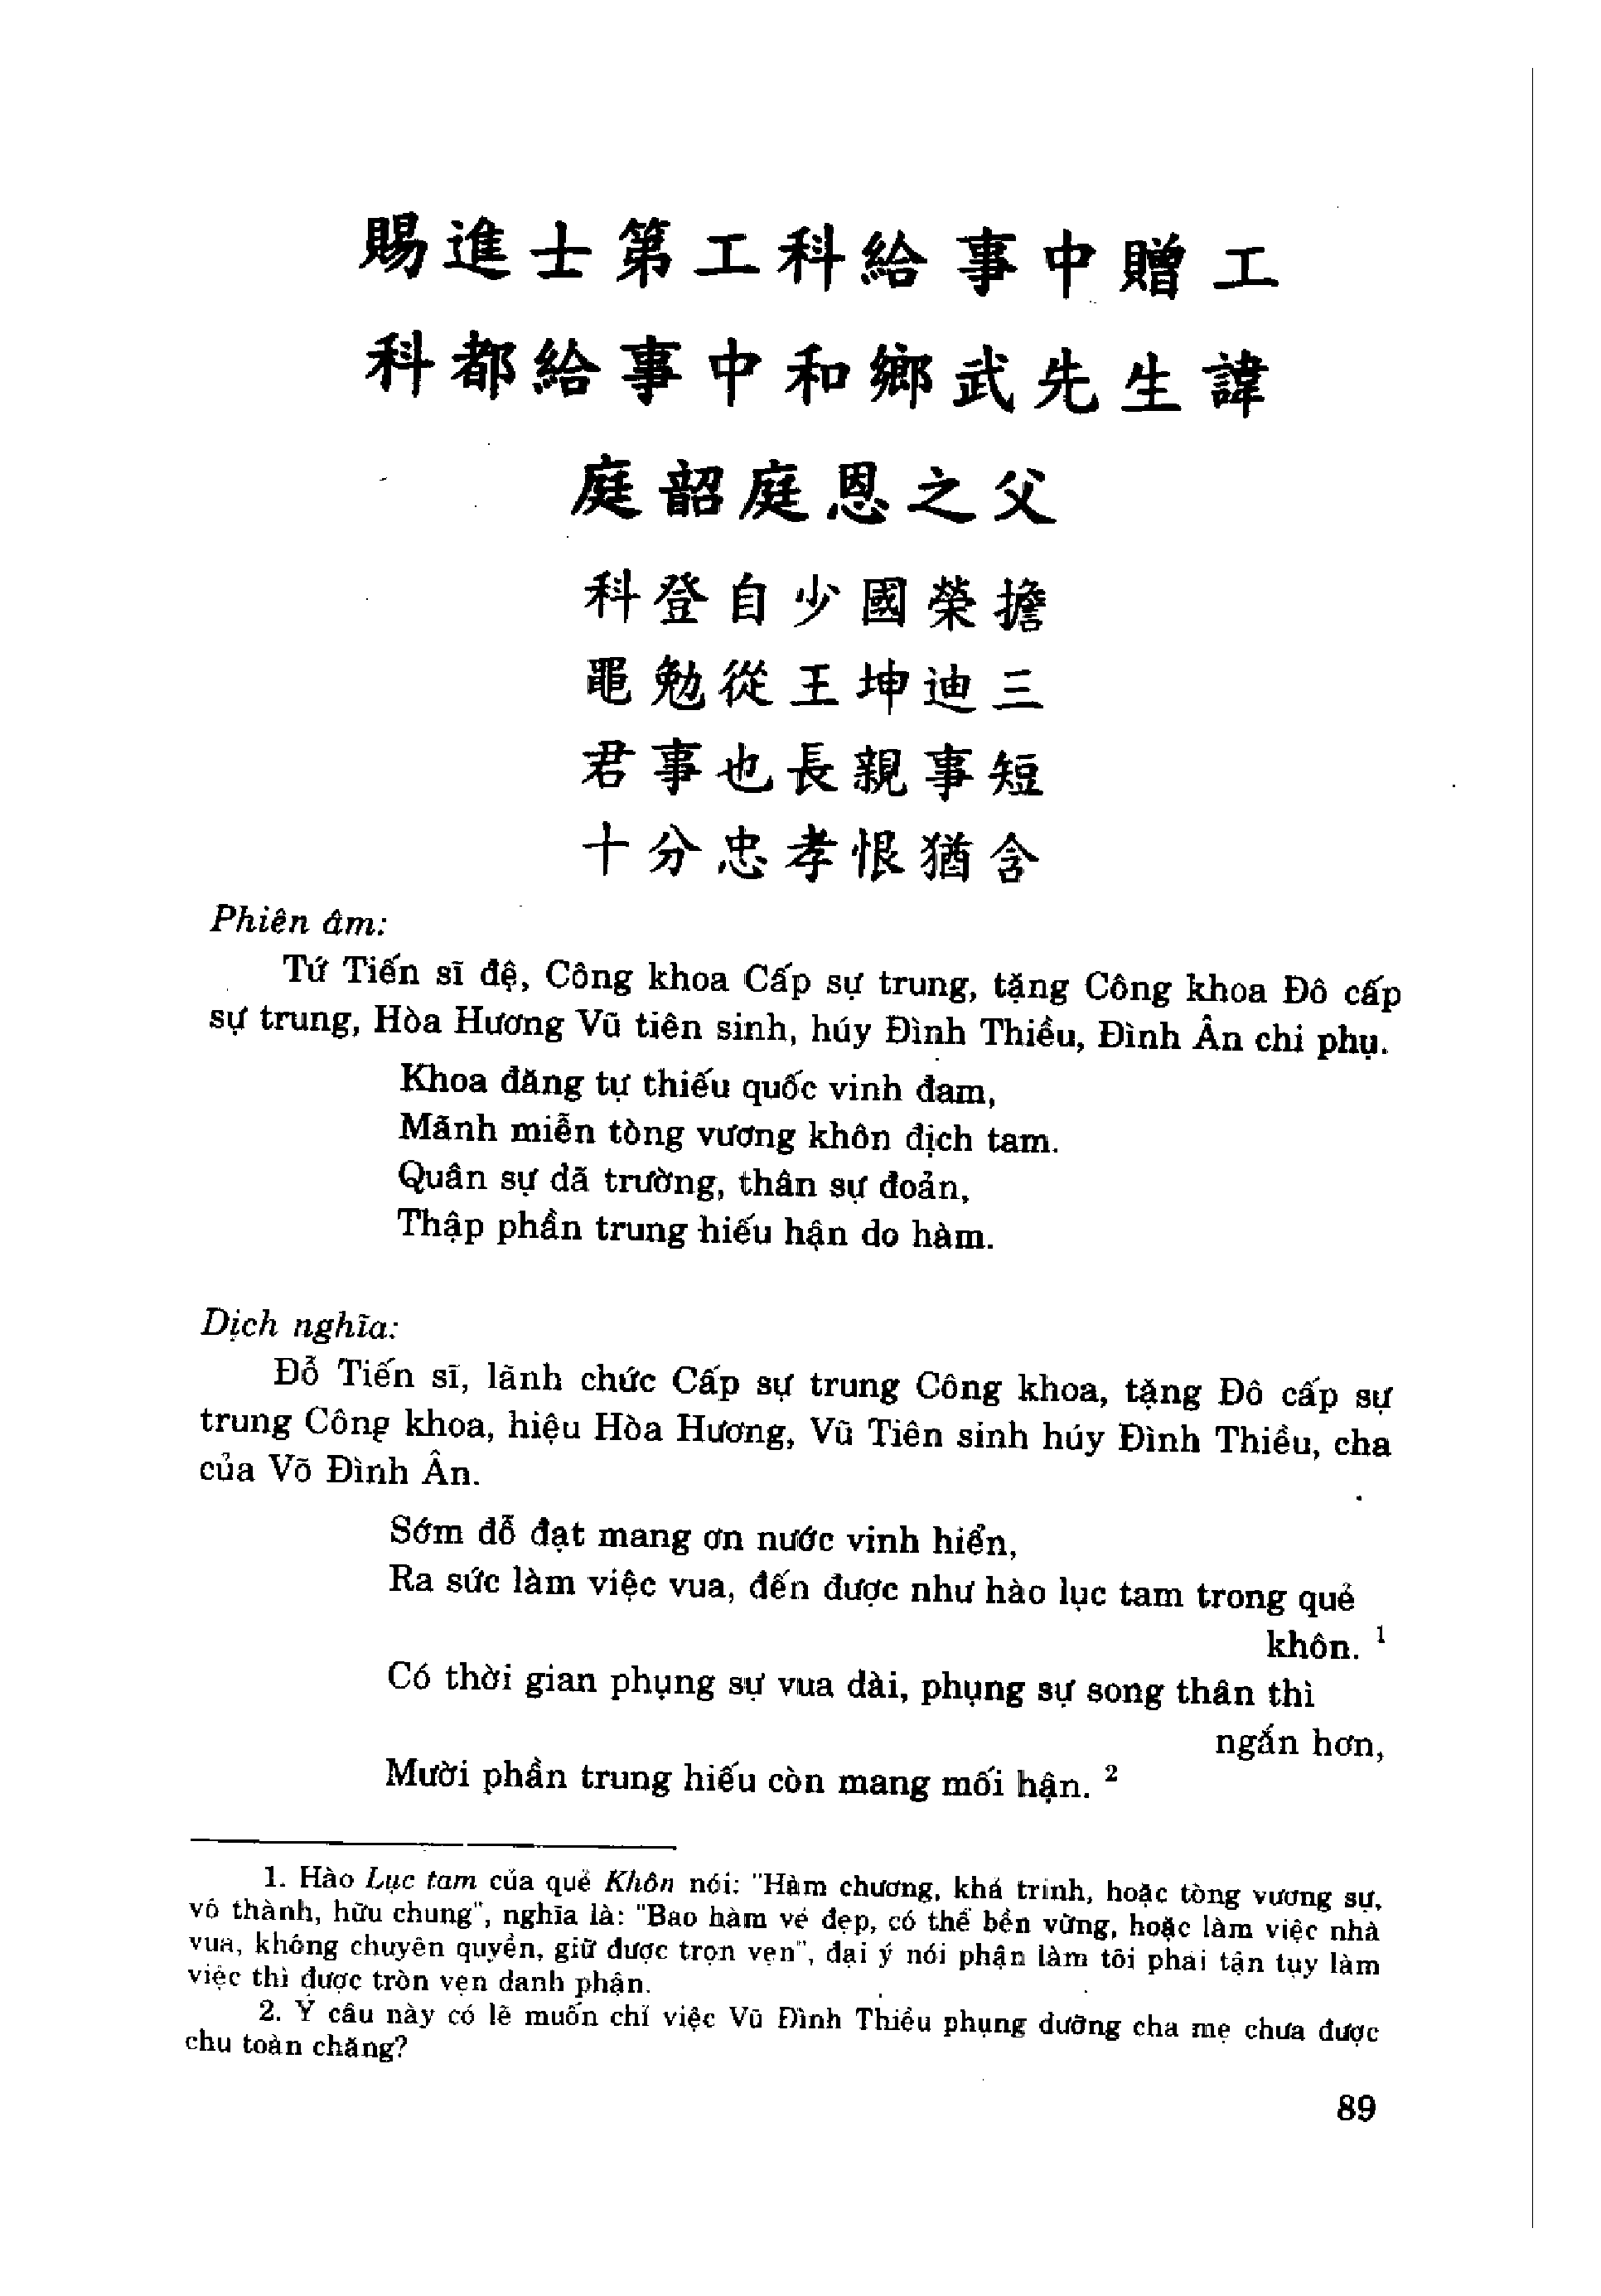 賜進士第工科給事中贈工
科都給事中和鄉武先生諱
庭韶庭恩之父
科登自少國榮擔
黽勉從王坤迪三
君事也長親事短
十分忠孝恨猶含
Phiên âm:
Tứ Tiến sĩ đệ, Công khoa Cấp sự trung, tặng Công khoa Đô cấp
sự trung, Hòa Hương Vũ tiên sinh, húy Đình Thiều, Đình Ân chi phụ.
Khoa đăng tự thiếu quốc vinh đam,
Mãnh miễn tòng vương khôn địch tam.
Quân sự dã trường, thân sự đoản,
Thập phần trung hiếu hận do hàm.
Dịch nghĩa:
Đỗ Tiến sĩ, lãnh chức Cấp sự trung Công khoa, tặng Đô cấp sự
trung Công khoa, hiệu Hòa Hương, Vũ Tiên sinh húy Đình Thiều, cha
của Võ Đình Ân.
Sớm đỗ đạt mang ơn nước vinh hiển,
Ra sức làm việc vua, đến được như hào lục tam trong quẻ
khôn. 1
Có thời gian phụng sự vua dài, phụng sự song thân thì
ngắn hơn,
Mười phần trung hiếu còn mang mối hận. 2
1. Hào Lục tam của quẻ Khôn nói: "Hàm chương, khả trinh, hoặc tòng vương sự,
vô thành, hữu chung", nghĩa là: "Bao hàm vẻ đẹp, có thể bền vững, hoặc làm việc nhà
vua, không chuyên quyền, giữ được trọn vẹn", đại ý nói phận làm tôi phải tận tụy làm
việc thì được tròn vẹn danh phận.
2. Ý câu này có lẽ muốn chỉ việc Vũ Đình Thiều phụng dưỡng cha mẹ chưa được
chu toàn chăng?
89